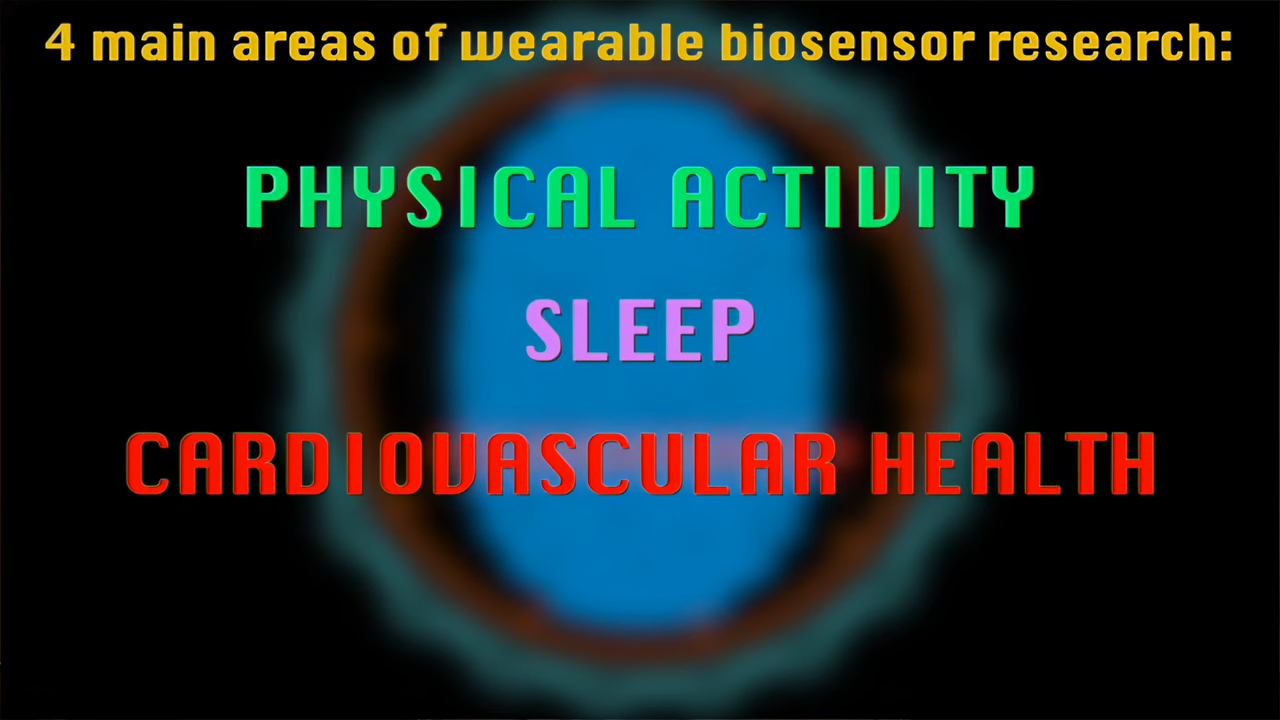 4 main areas of wearable biosensor research:
PHYSICAL ACTIVITY
SLEEP
CARDIOVASCULAR HEALTH